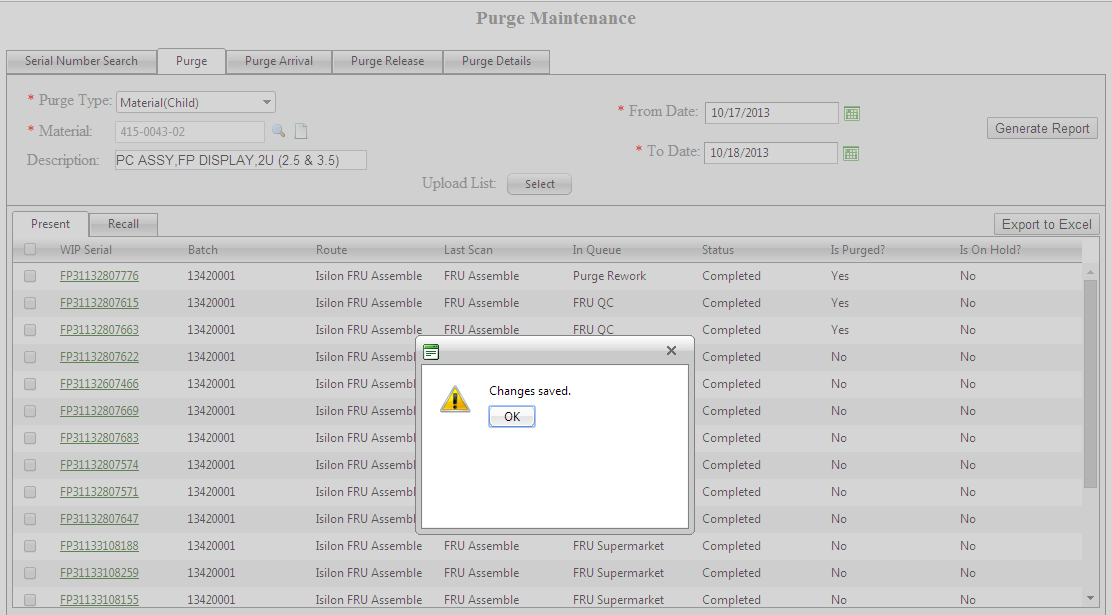 Purge Maintenance
Serial Number Search Purge Purge Arrival Purge Release Purge Details
* Purge Type: Material(Child) * From Date: 10/17/2013
* Material: 415-0043-02 Generate Report
Description: PC ASSY,FP DISPLAY,2U (2.5 & 3.5) * To Date: 10/18/2013
Upload List: Select
Present Recall Export to Excel
WIP Serial Batch Route Last Scan In Queue Status Is Purged? Is On Hold?
FP31132807776 13420001 Isilon FRU Assemble FRU Assemble Purge Rework Completed Yes No
FP31132807615 13420001 Isilon FRU Assemble FRU Assemble FRU QC Completed Yes No
FP31132807663 13420001 Isilon FRU Assemble FRU Assemble FRU QC Completed Yes No
FP31132807622 13420001 Isilon FRU Assembl Completed No No
FP31132607466 13420001 Isilon FRU Assembl Completed No No
Changes saved.
FP31132807669 13420001 Isilon FRU Assembl Completed No No
OK
FP31132807683 13420001 Isilon FRU Assembl Completed No No
FP31132807574 13420001 Isilon FRU Assembl Completed No No
FP31132807571 13420001 Isilon FRU Assembl Completed No No
FP31132807647 13420001 Isilon FRU Assembl Completed No No
FP31133108188 13420001 Isilon FRU Assemble FRU Assemble FRU Supermarket Completed No No
FP31133108259 13420001 Isilon FRU Assemble FRU Assemble FRU Supermarket Completed No No
FP31133108155 13420001 Isilon FRU Assemble FRU Assemble FRU Supermarket Completed No No